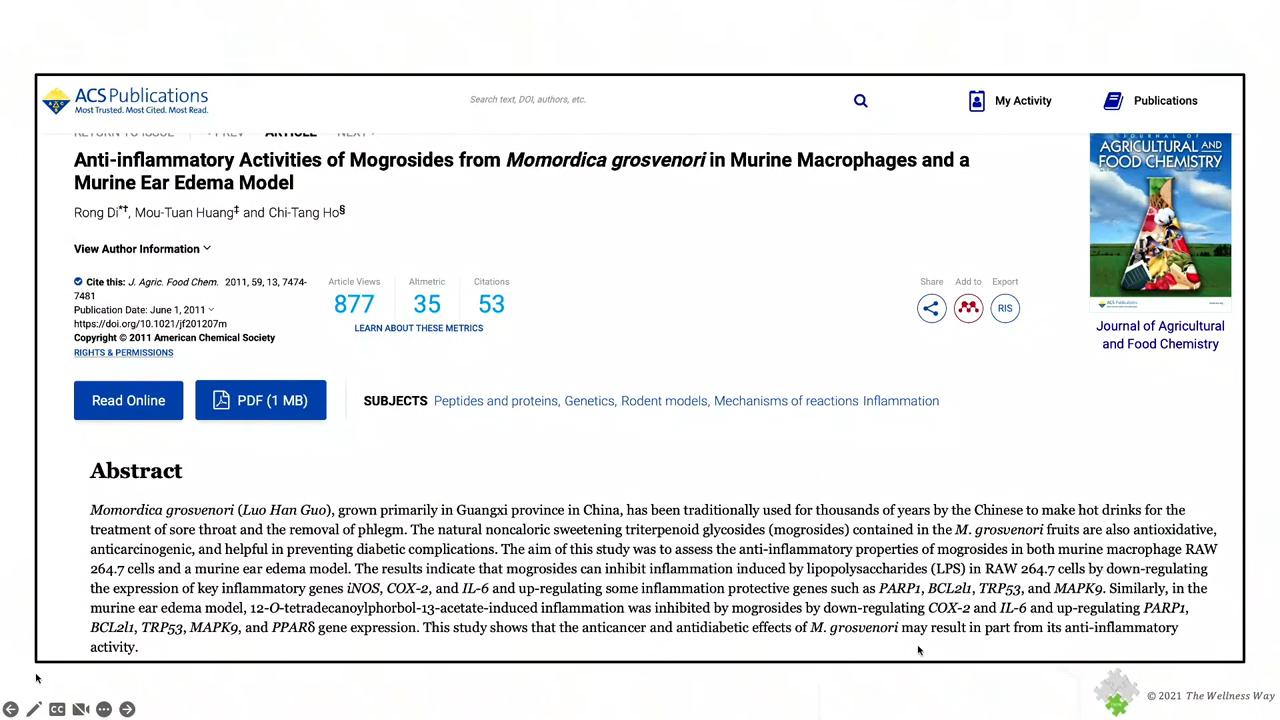 ACS Publications
Most Trusted. Most Cited. Most Read.
Search text, DOI, authors, etc.
My Activity
Publications
RETURN TO ISSUE
PREV
ARTICLE
NEXT
Anti-inflammatory Activities of Mogrosides from Momordica grosvenori in Murine Macrophages and a
Murine Ear Edema Model
Rong Di*†, Mou-Tuan Huang‡ and Chi-Tang Ho§
View Author Information
Cite this: J. Agric. Food Chem. 2011, 59, 13, 7474-
7481
Publication Date: June 1, 2011
https://doi.org/10.1021/jf201207m
Copyright © 2011 American Chemical Society
RIGHTS & PERMISSIONS
Article Views
877
Altmetric
35
Citations
53
LEARN ABOUT THESE METRICS
Share
Add to
Export
RIS
JOURNAL OF
AGRICULTURAL AND
FOOD CHEMISTRY
ACS Publications
Journal of Agricultural
and Food Chemistry
Read Online
PDF (1 MB)
SUBJECTS Peptides and proteins, Genetics, Rodent models, Mechanisms of reactions Inflammation
Abstract
Momordica grosvenori (Luo Han Guo), grown primarily in Guangxi province in China, has been traditionally used for thousands of years by the Chinese to make hot drinks for the
treatment of sore throat and the removal of phlegm. The natural noncaloric sweetening triterpenoid glycosides (mogrosides) contained in the M. grosvenori fruits are also antioxidative,
anticarcinogenic, and helpful in preventing diabetic complications. The aim of this study was to assess the anti-inflammatory properties of mogrosides in both murine macrophage RAW
264.7 cells and a murine ear edema model. The results indicate that mogrosides can inhibit inflammation induced by lipopolysaccharides (LPS) in RAW 264.7 cells by down-regulating
the expression of key inflammatory genes iNOS, COX-2, and IL-6 and up-regulating some inflammation protective genes such as PARP1, BCL2l1, TRP53, and MAPK9. Similarly, in the
murine ear edema model, 12-O-tetradecanoylphorbol-13-acetate-induced inflammation was inhibited by mogrosides by down-regulating COX-2 and IL-6 and up-regulating PARP1,
BCL2l1, TRP53, MAPK9, and PPARδ gene expression. This study shows that the anticancer and antidiabetic effects of M. grosvenori may result in part from its anti-inflammatory
activity.
CC
© 2021 The Wellness Way